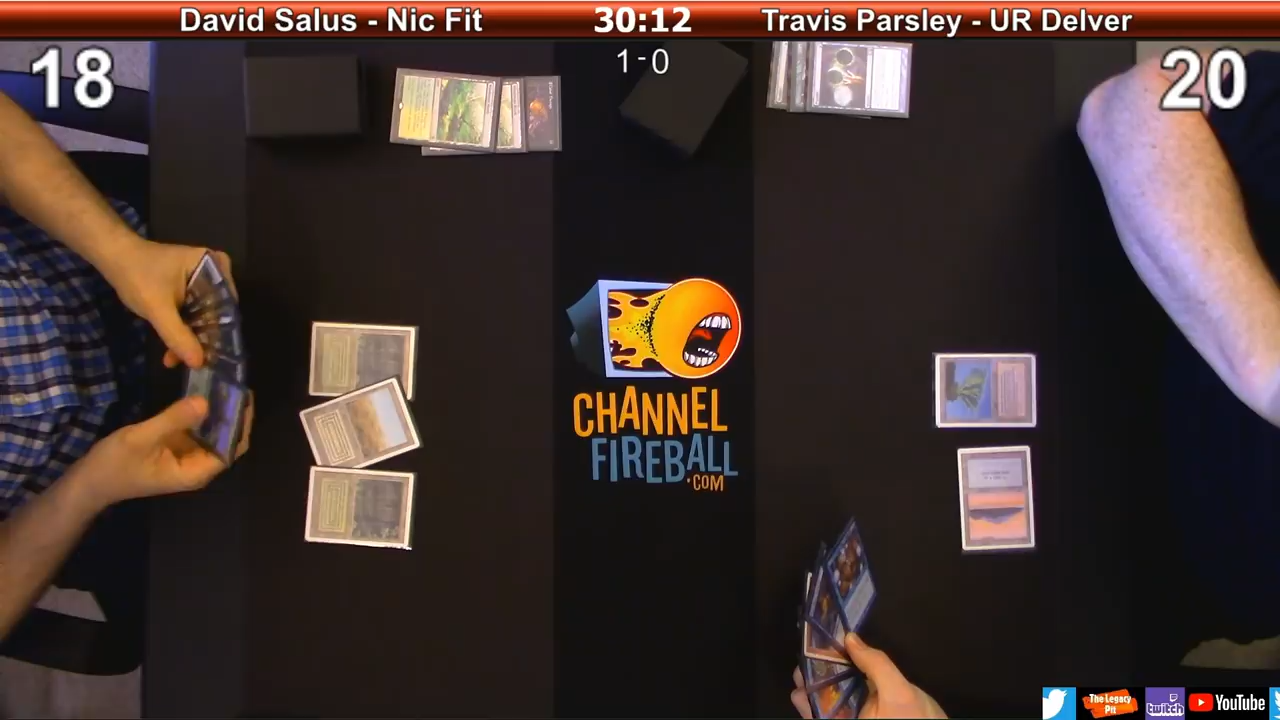 David Salus - Nic Fit
30:12
Travis Parsley - UR Delver
18
1-0
20
CHANNEL
FIREBALL
.COM
The Legacy
Pit
twitch
YouTube